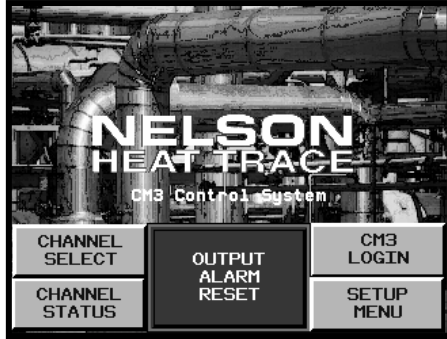 NELSON
HEAT TRACE
CM3 Control System
CHANNEL
SELECT
OUTPUT
ALARM
RESET
CM3
LOGIN
CHANNEL
STATUS
SETUP
MENU